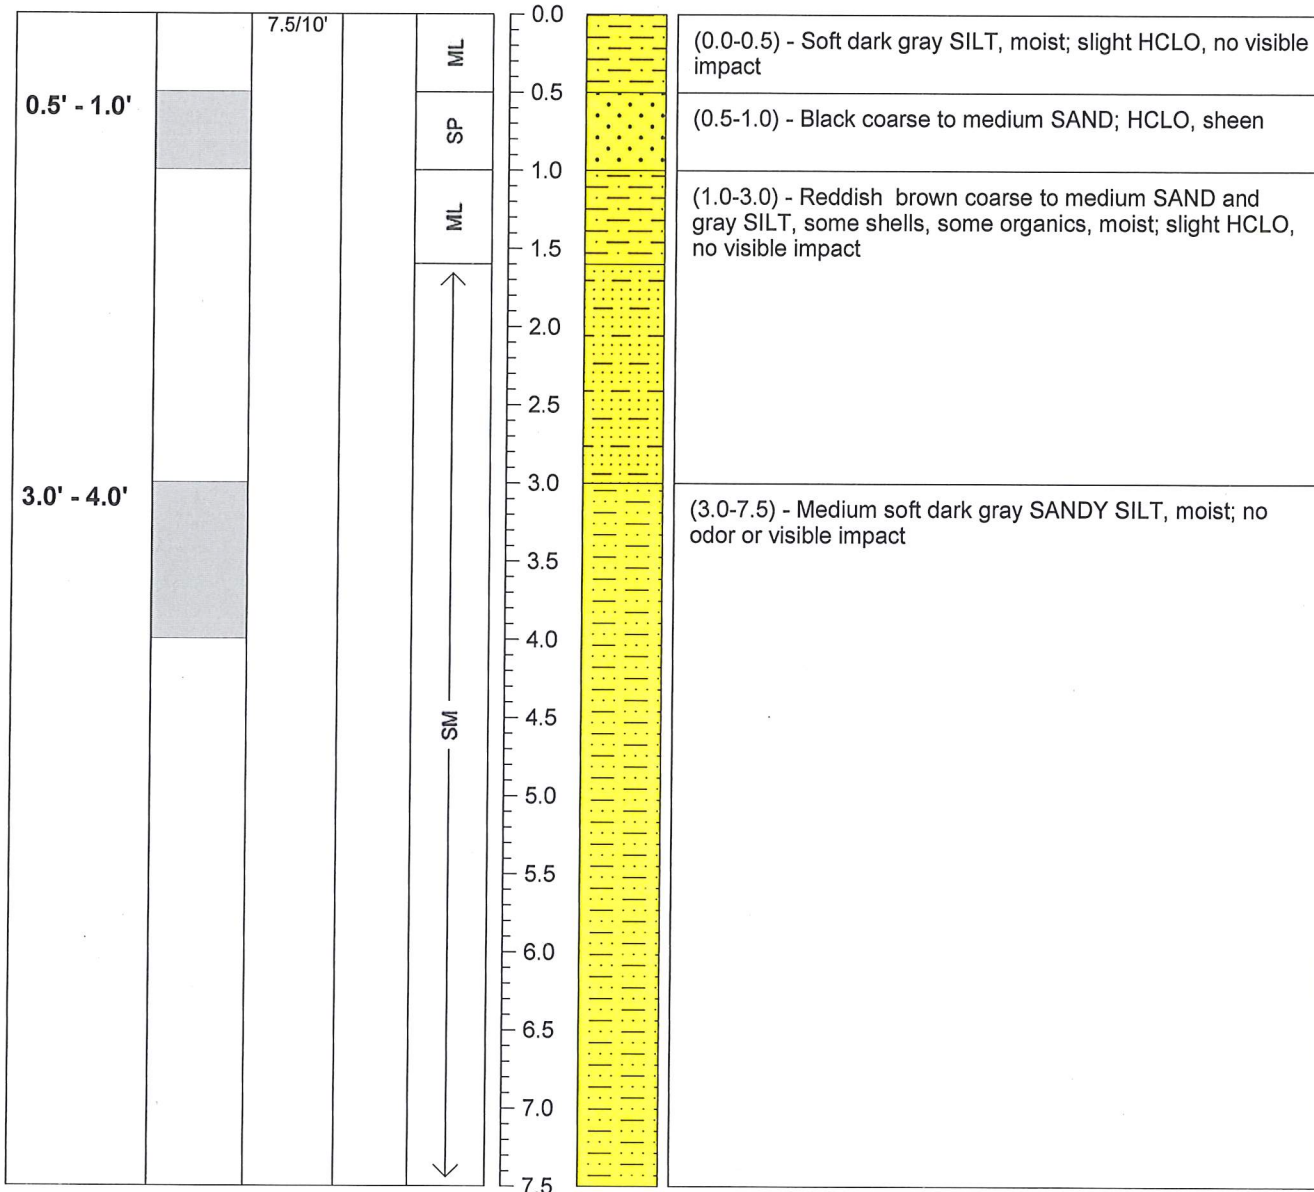 7.5/10'
0.5' - 1.0'
3.0' - 4.0'
ML
SP
ML
SM
0.0
0.5
1.0
1.5
2.0
2.5
3.0
3.5
4.0
4.5
5.0
5.5
6.0
6.5
7.0
7.5
(0.0-0.5) - Soft dark gray SILT, moist; slight HCLO, no visible
impact
(0.5-1.0) - Black coarse to medium SAND; HCLO, sheen
(1.0-3.0) - Reddish brown coarse to medium SAND and
gray SILT, some shells, some organics, moist; slight HCLO,
no visible impact
(3.0-7.5) - Medium soft dark gray SANDY SILT, moist; no
odor or visible impact